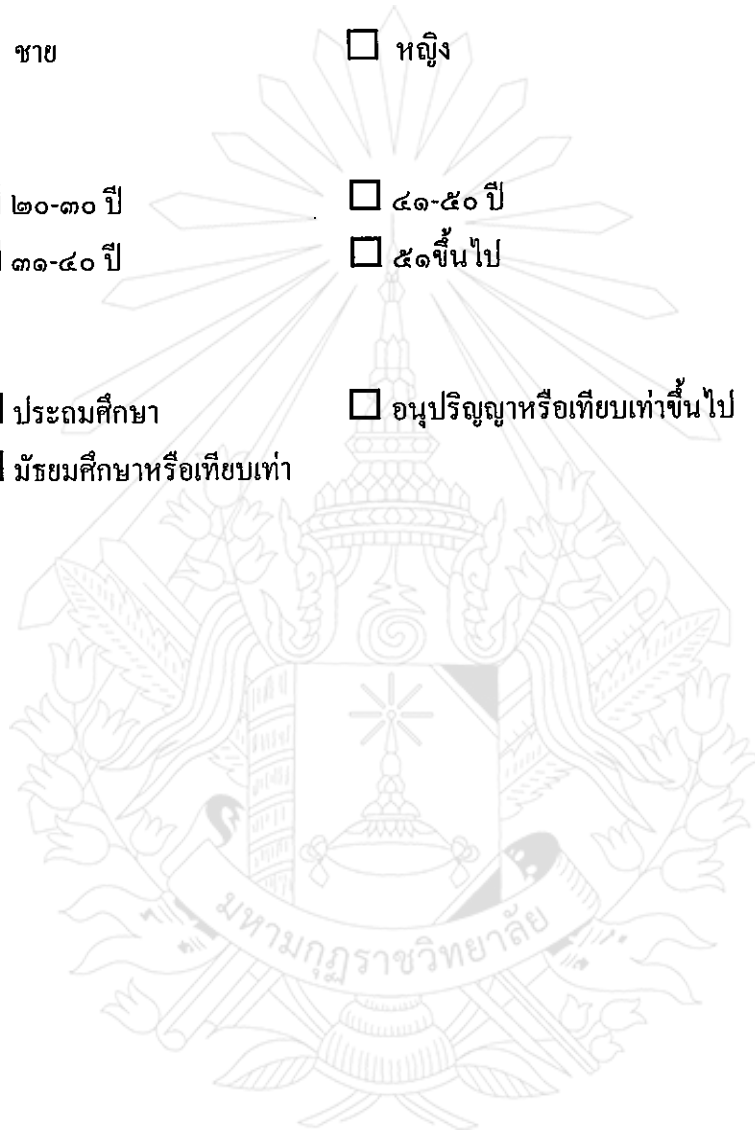 ชาย ☐ หญิง
๒๐-๓๐ ปี ☐ ๔๑-๕๐ ปี
๓๑-๔๐ ปี ☐ ๕๑ขึ้นไป
ประถมศึกษา ☐ อนุปริญญาหรือเทียบเท่าขึ้นไป
มัธยมศึกษาหรือเทียบเท่า
มหามกุฏราชวิทยาลัย